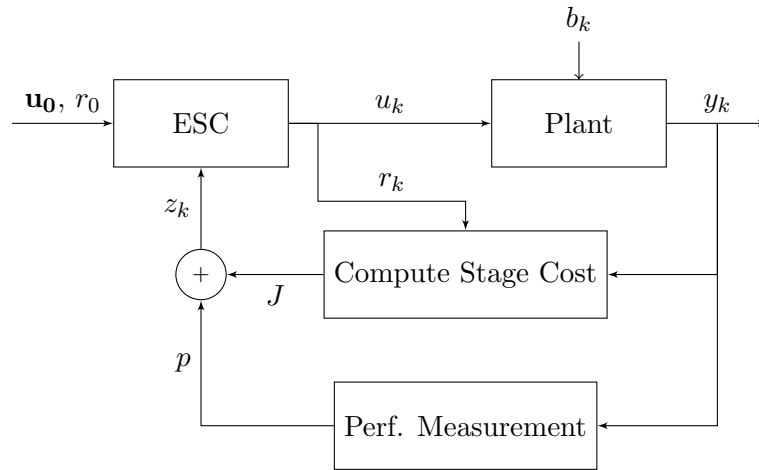 b_k
𝐮_𝟎, r_0
ESC
u_k
Plant
y_k
r_k
z_k
+
J
Compute Stage Cost
p
Perf. Measurement